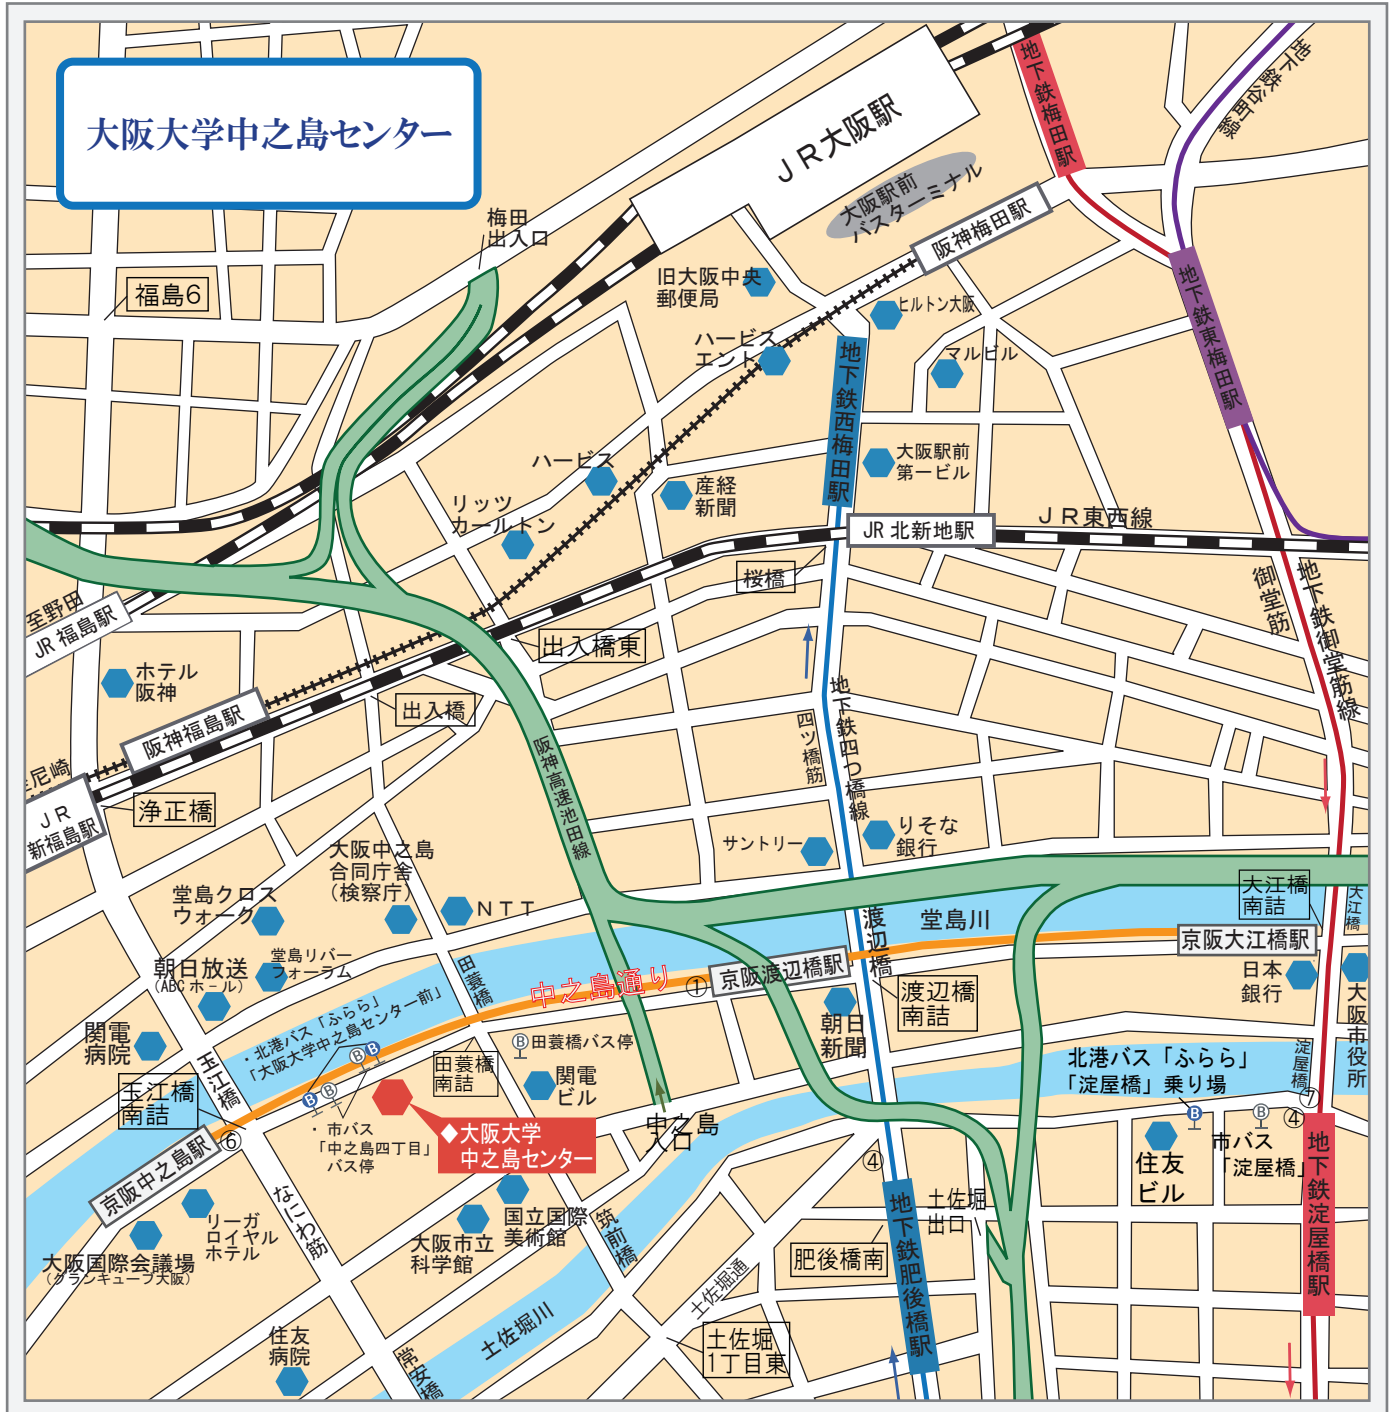 大阪大学中之島センター
JR大阪駅
大阪駅前
バスターミナル
阪神梅田駅
地下鉄梅田駅
地下鉄谷町線
地下鉄東梅田駅
梅田
出入口
福島6
旧大阪中央
郵便局
ハービス
エント
ヒルトン大阪
マルビル
地下鉄西梅田駅
大阪駅前
第一ビル
ハービス
産経
新聞
リッツ
カールトン
JR北新地駅
JR東西線
桜橋
御堂筋
地下鉄御堂筋線
至野田
JR福島駅
出入橋東
ホテル
阪神
出入橋
阪神福島駅
尼崎
JR
新福島駅
浄正橋
阪神高速池田線
四ツ橋筋
地下鉄四つ橋線
サントリー
りそな
銀行
大阪中之島
合同庁舎
(検察庁)
NTT
堂島クロス
ウォーク
堂島リバー
フォーラム
朝日放送
(ABCホール)
関電
病院
田蓑橋
中之島通り
①
京阪渡辺橋駅
渡辺橋
堂島川
大江橋
南詰
大江橋
京阪大江橋駅
日本
銀行
大阪市役所
渡辺橋
南詰
朝日
新聞
・北港バス「ふらら」
「大阪大学中之島センター前」
B
B
B
B
玉江橋
玉江橋
南詰
⑥
京阪中之島駅
・市バス
「中之島四丁目」
バス停
田蓑橋
南詰
B
田蓑橋バス停
関電
ビル
◆大阪大学
中之島センター
中之島
入口
北港バス「ふらら」
「淀屋橋」乗り場
淀屋橋
⑦
④
B
B
市バス
「淀屋橋」
住友
ビル
地下鉄淀屋橋駅
④
地下鉄肥後橋駅
土佐堀
出口
肥後橋南
リーガ
ロイヤル
ホテル
大阪国際会議場
(グランキューブ大阪)
なにわ筋
国立国際
美術館
大阪市立
科学館
筑前橋
土佐堀通
土佐堀川
土佐堀
1丁目東
住友
病院
常安橋